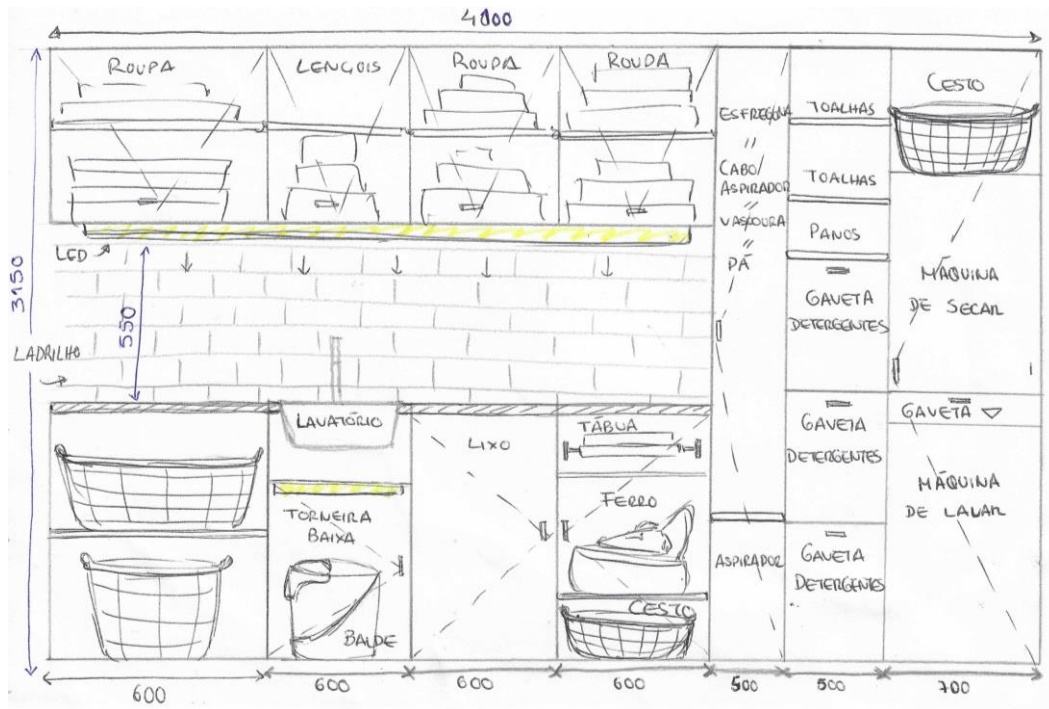 4000
ROUPA
LENÇOIS
ROUPA
ROUPA
ESFREGONA
"
CABO/
ASPIRADOR
"
VASSOURA
"
PÁ
TOALHAS
TOALHAS
PANOS
GAVETA
DETERGENTES
CESTO
MÁQUINA
DE SECAR
LED
3150
550
LADRILHO
LAVATÓRIO
TORNEIRA
BAIXA
BALDE
LIXO
TÁBUA
FERRO
CESTO
ASPIRADOR
GAVETA
DETERGENTES
GAVETA
DETERGENTES
GAVETA
MÁQUINA
DE LAVAR
600
600
600
600
500
500
700